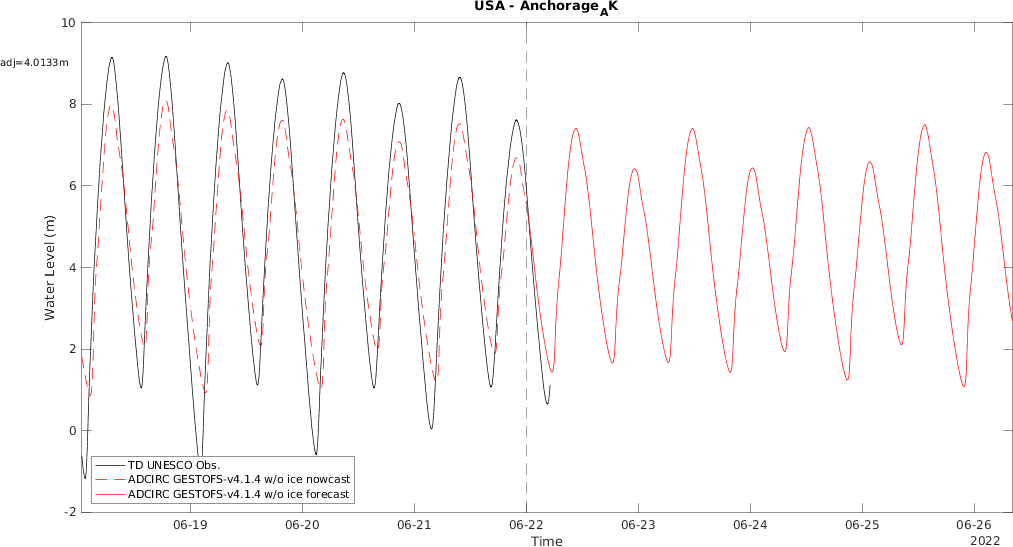 USA - Anchorage_AK
adj=4.0133m
10
8
6
4
2
0
-2
Water Level (m)
TD UNESCO Obs.
ADCIRC GESTOFS-v4.1.4 w/o ice nowcast
ADCIRC GESTOFS-v4.1.4 w/o ice forecast
06-19 06-20 06-21 06-22 06-23 06-24 06-25 06-26
Time
2022